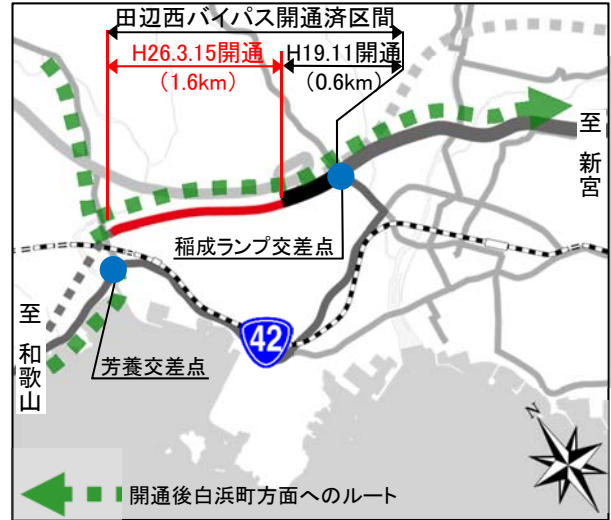 田辺西バイパス開通済区間
H26.3.15開通
（1.6km）
H19.11開通
（0.6km）
至 新宮
稲成ランプ交差点
至 和歌山
芳養交差点
42
N
開通後白浜町方面へのルート